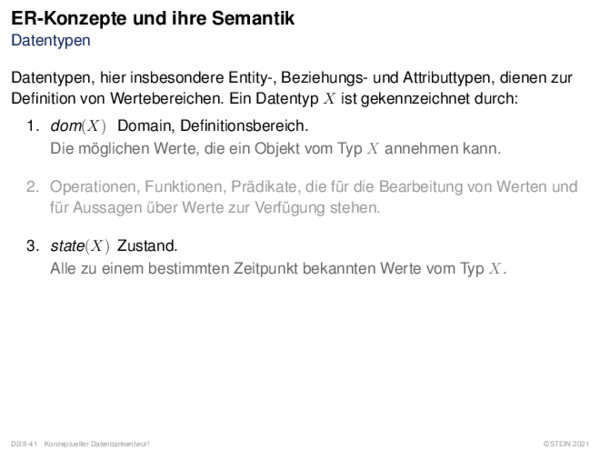 ER-Konzepte und ihre Semantik
Datentypen
Datentypen, hier insbesondere Entity-, Beziehungs- und Attributtypen, dienen zur
Definition von Wertebereichen. Ein Datentyp X ist gekennzeichnet durch:
1. dom(X) Domain, Definitionsbereich.
Die möglichen Werte, die ein Objekt vom Typ X annehmen kann.
2. Operationen, Funktionen, Prädikate, die für die Bearbeitung von Werten und
für Aussagen über Werte zur Verfügung stehen.
3. state(X) Zustand.
Alle zu einem bestimmten Zeitpunkt bekannten Werte vom Typ X.
DB:II-41 Konzeptueller Datenbankentwurf ©STEIN 2021